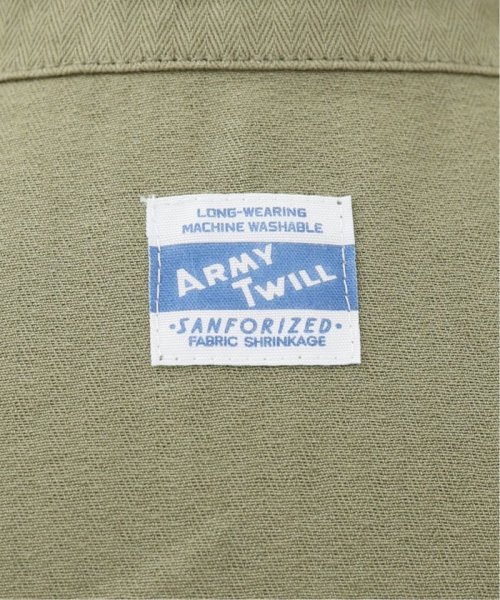 LONG-WEARING
MACHINE WASHABLE
ARMY
TWILL
•SANFORIZED•
FABRIC SHRINKAGE